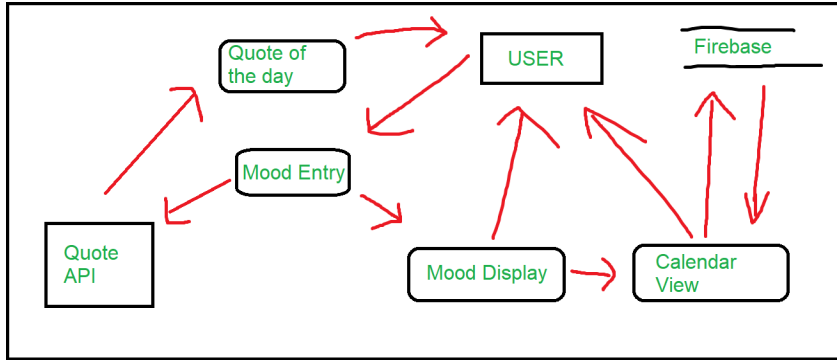 Quote of
the day
USER
Firebase
Mood Entry
Quote
API
Mood Display
Calendar
View